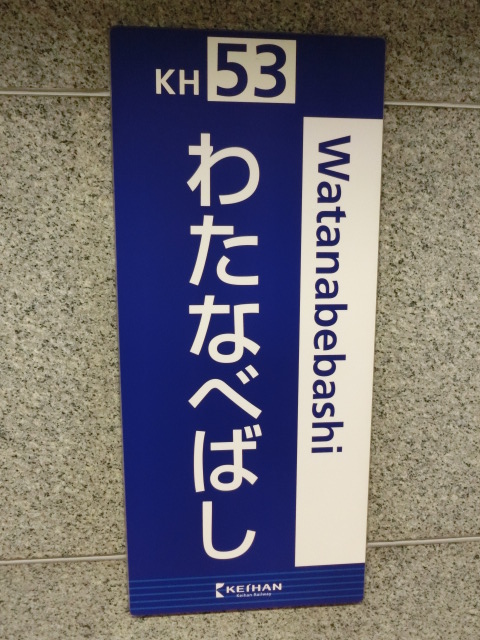 KH 53
わたなべばし
Watanabebashi
KEIHAN
Keihan Railway